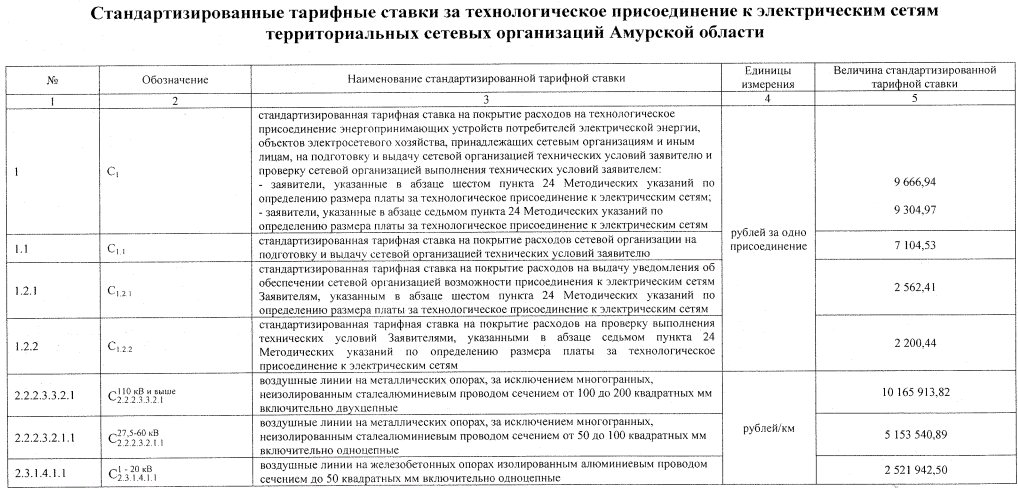 Стандартизированные тарифные ставки за технологическое присоединение к электрическим сетям
территориальных сетевых организаций Амурской области
№
Обозначение
Наименование стандартизированной тарифной ставки
Единицы
измерения
Величина стандартизированной
тарифной ставки
1
2
3
4
5
1
C1
стандартизированная тарифная ставка на покрытие расходов на технологическое
присоединение энергопринимающих устройств потребителей электрической энергии,
объектов электросетевого хозяйства, принадлежащих сетевым организациям и иным
лицам, на подготовку и выдачу сетевой организацией технических условий заявителю и
проверку сетевой организацией выполнения технических условий заявителем:
- заявители, указанные в абзаце шестом пункта 24 Методических указаний по
определению размера платы за технологическое присоединение к электрическим сетям;
- заявители, указанные в абзаце седьмом пункта 24 Методических указаний по
определению размера платы за технологическое присоединение к электрическим сетям
рублей за одно
присоединение
9 666,94
9 304,97
1.1
C1.1
стандартизированная тарифная ставка на покрытие расходов сетевой организации на
подготовку и выдачу сетевой организацией технических условий заявителю
7 104,53
1.2.1
C1.2.1
стандартизированная тарифная ставка на покрытие расходов на выдачу уведомления об
обеспечении сетевой организацией возможности присоединения к электрическим сетям
Заявителям, указанным в абзаце шестом пункта 24 Методических указаний по
определению размера платы за технологическое присоединение к электрическим сетям
2 562,41
1.2.2
C1.2.2
стандартизированная тарифная ставка на покрытие расходов на проверку выполнения
технических условий Заявителями, указанными в абзаце седьмом пункта 24
Методических указаний по определению размера платы за технологическое
присоединение к электрическим сетям
2 200,44
2.2.2.3.3.2.1
C 110 кВ и выше 2.2.2.3.3.2.1
воздушные линии на металлических опорах, за исключением многогранных,
неизолированным сталеалюминиевым проводом сечением от 100 до 200 квадратных мм
включительно двухцепные
рублей/км
10 165 913,82
2.2.2.3.2.1.1
C 27,5-60 кВ 2.2.2.3.2.1.1
воздушные линии на металлических опорах, за исключением многогранных,
неизолированным сталеалюминиевым проводом сечением от 50 до 100 квадратных мм
включительно одноцепные
5 153 540,89
2.3.1.4.1.1
C 1 - 20 кВ 2.3.1.4.1.1
воздушные линии на железобетонных опорах изолированным алюминиевым проводом
сечением до 50 квадратных мм включительно одноцепные
2 521 942,50